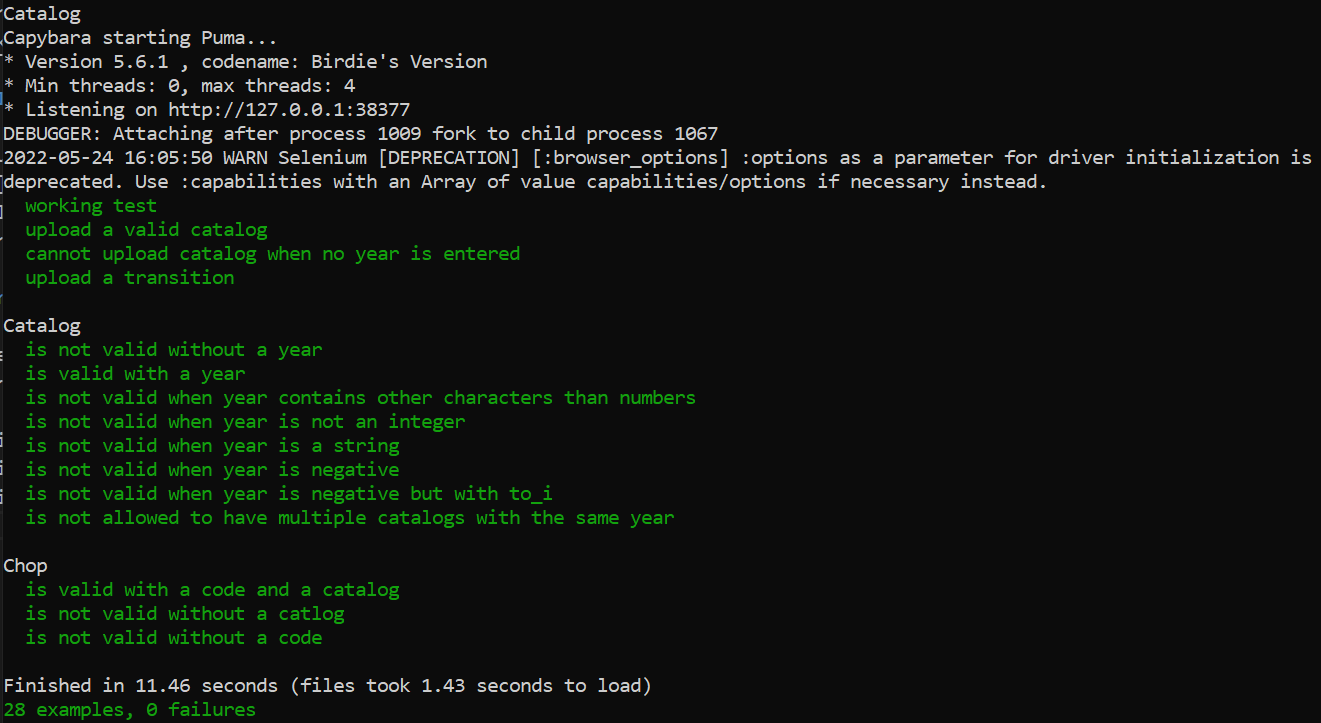 Catalog
Capybara starting Puma...
* Version 5.6.1 , codename: Birdie's Version
* Min threads: 0, max threads: 4
* Listening on http://127.0.0.1:38377
DEBUGGER: Attaching after process 1009 fork to child process 1067
2022-05-24 16:05:50 WARN Selenium [DEPRECATION] [:browser_options] :options as a parameter for driver initialization is
deprecated. Use :capabilities with an Array of value capabilities/options if necessary instead.
working test
upload a valid catalog
cannot upload catalog when no year is entered
upload a transition
Catalog
is not valid without a year
is valid with a year
is not valid when year contains other characters than numbers
is not valid when year is not an integer
is not valid when year is a string
is not valid when year is negative
is not valid when year is negative but with to_i
is not allowed to have multiple catalogs with the same year
Chop
is valid with a code and a catalog
is not valid without a catlog
is not valid without a code
Finished in 11.46 seconds (files took 1.43 seconds to load)
28 examples, 0 failures